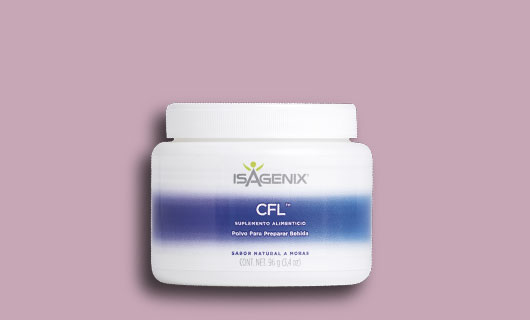 ISAGENIX®
CFL™
SUPLEMENTO ALIMENTICIO
Polvo Para Preparar Bebida
SABOR NATURAL A MORAS
CONT. NET. 96 g (3.4 oz)